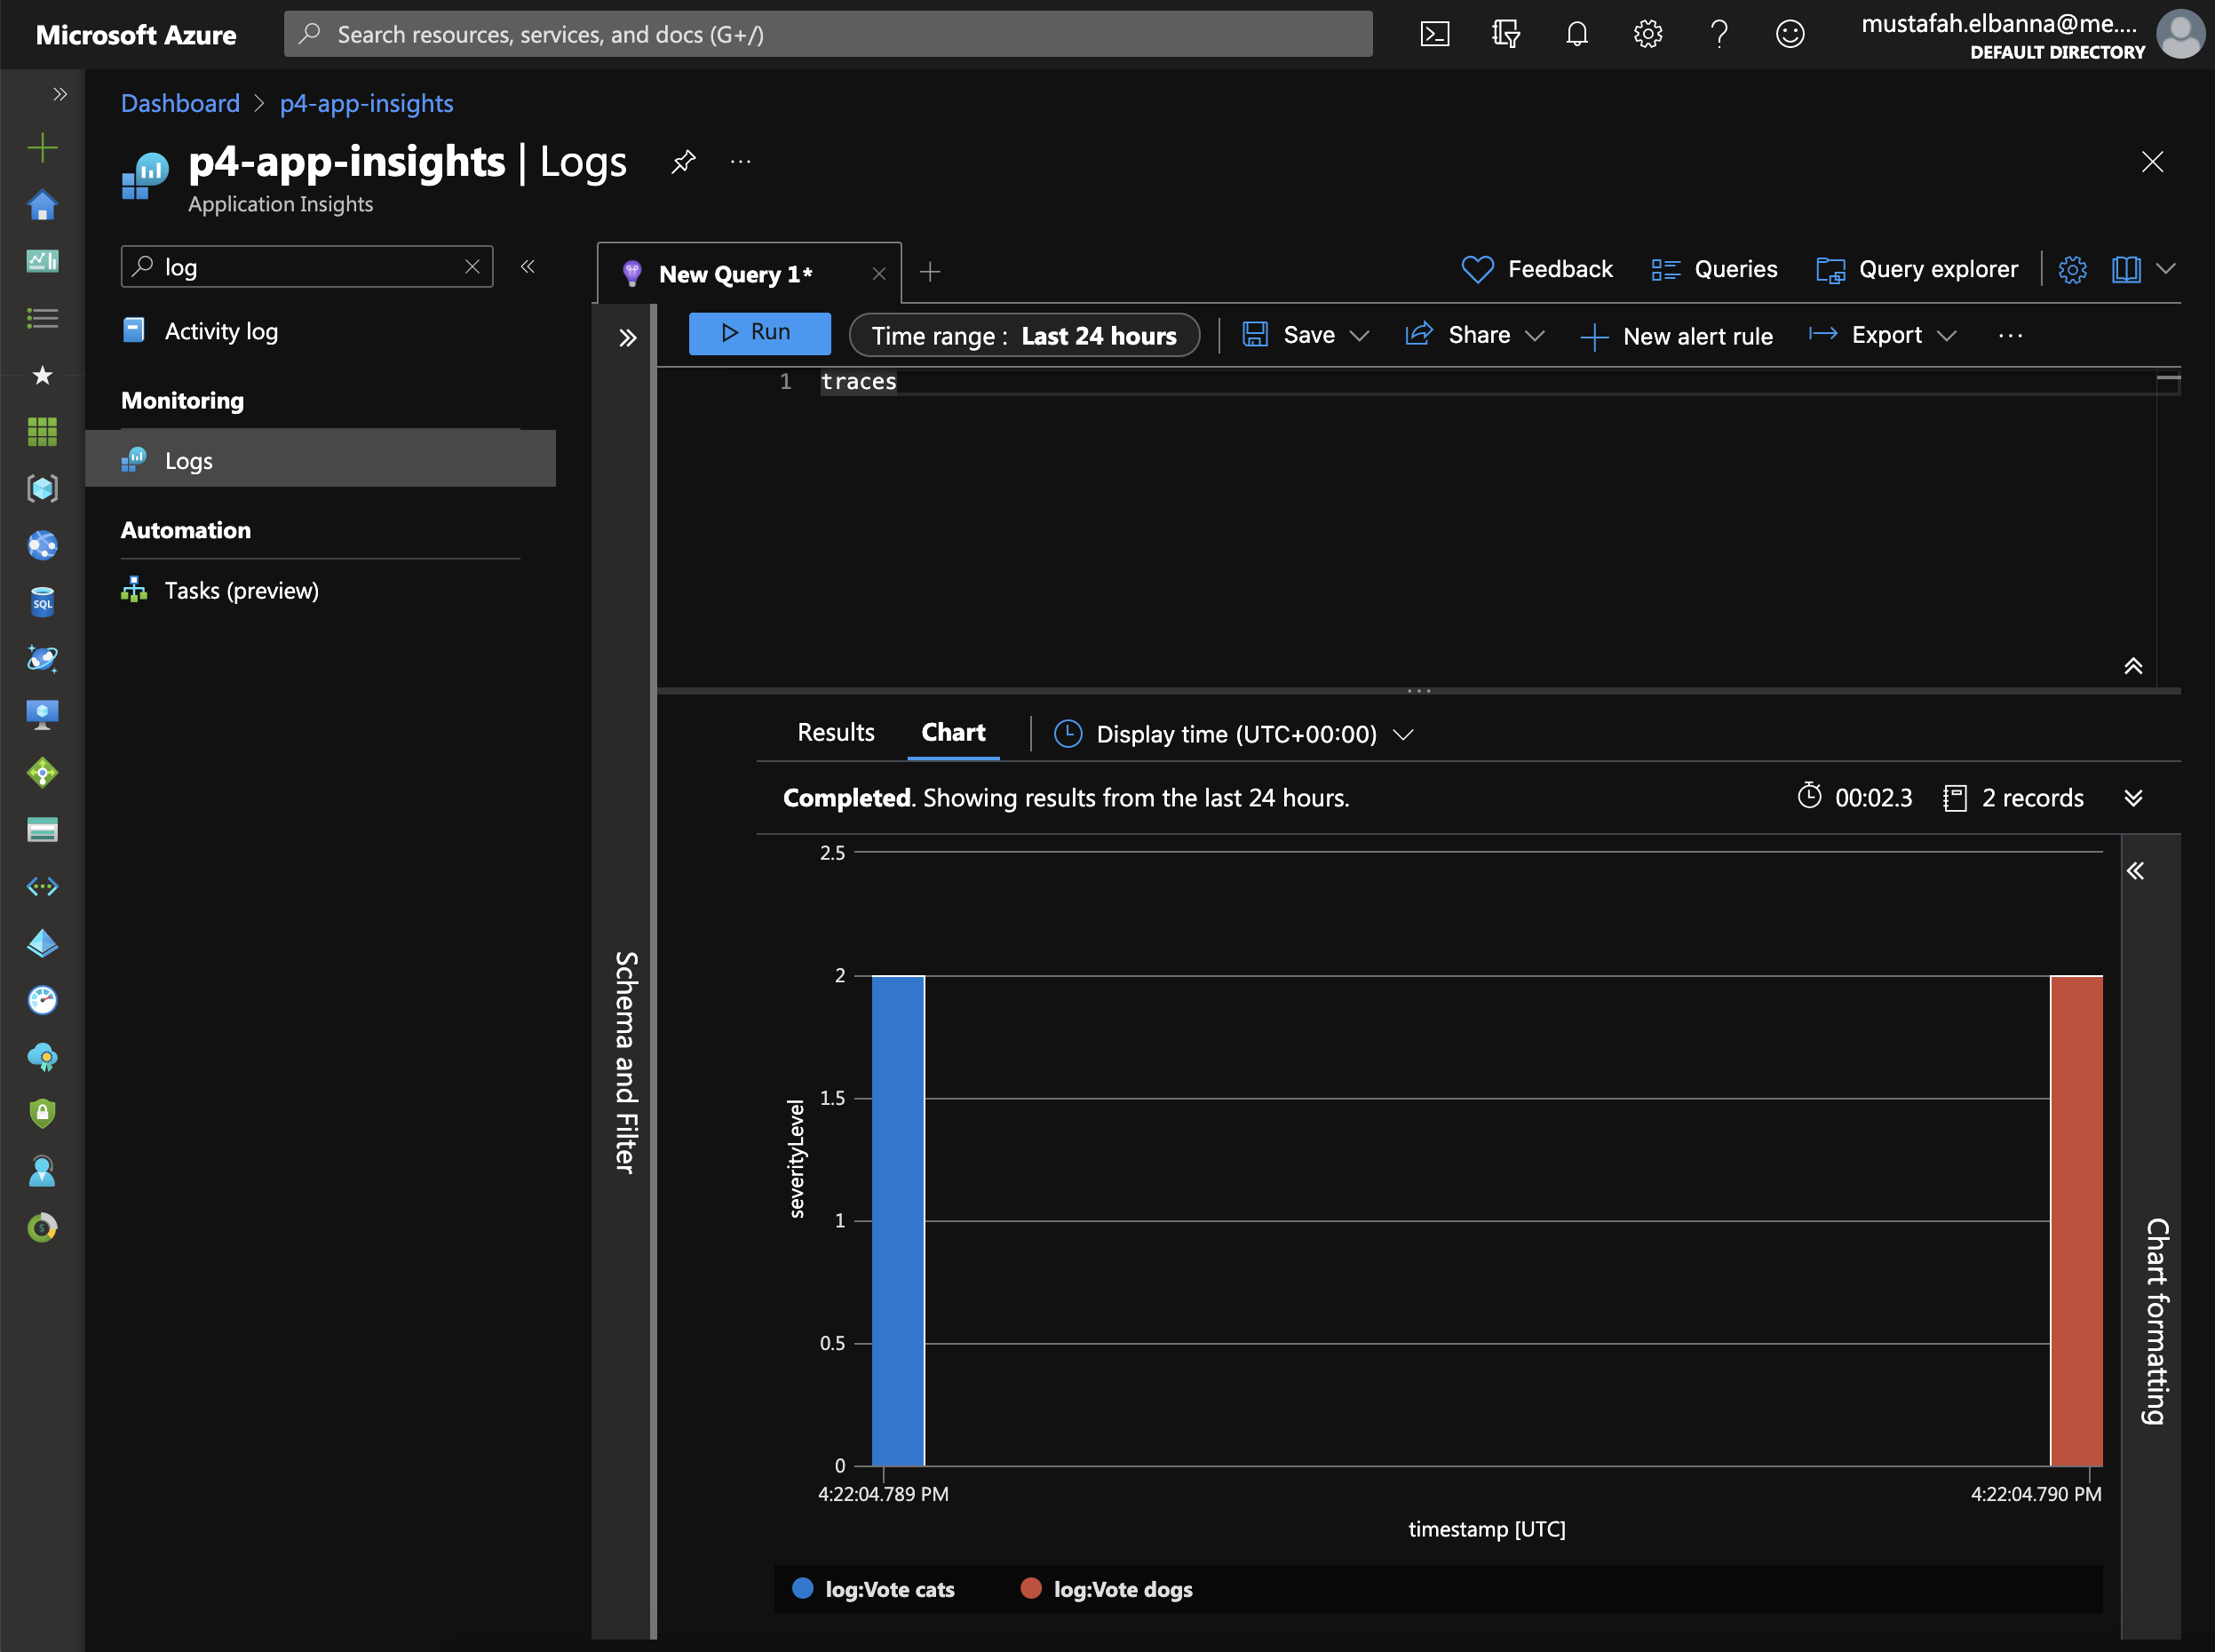 Microsoft Azure
Search resources, services, and docs (G+/)
mustafah.elbanna@me....
DEFAULT DIRECTORY
Dashboard > p4-app-insights
p4-app-insights | Logs
Application Insights
log
Activity log
Monitoring
Logs
Automation
Tasks (preview)
SQL
New Query 1*
Feedback
Queries
Query explorer
Run
Time range : Last 24 hours
Save
Share
New alert rule
Export
1 traces
Schema and Filter
Results
Chart
Display time (UTC+00:00)
Completed. Showing results from the last 24 hours.
00:02.3
2 records
2.5
2
1.5
1
0.5
0
severityLevel
4:22:04.789 PM
4:22:04.790 PM
timestamp [UTC]
log:Vote cats
log:Vote dogs
Chart formatting